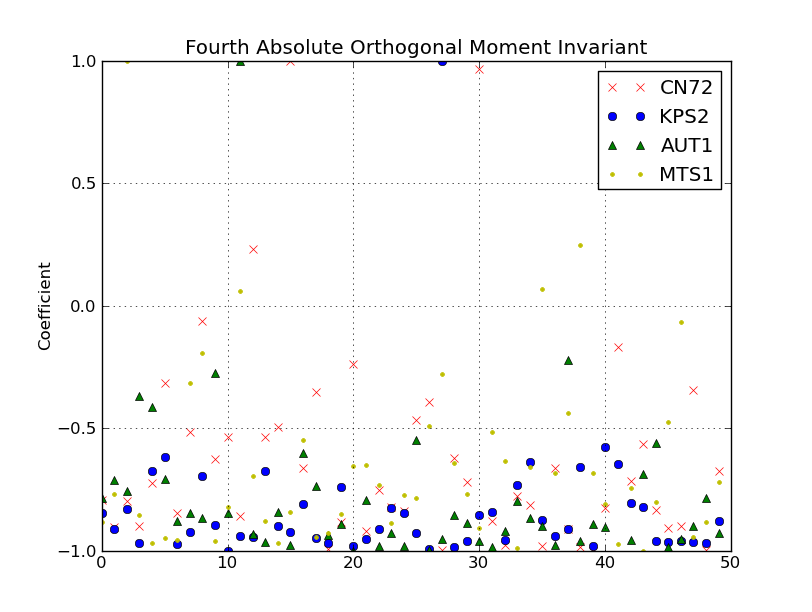 Fourth Absolute Orthogonal Moment Invariant
1.0
0.5
0.0
−0.5
−1.0
Coefficient
CN72
KPS2
AUT1
MTS1
0 10 20 30 40 50